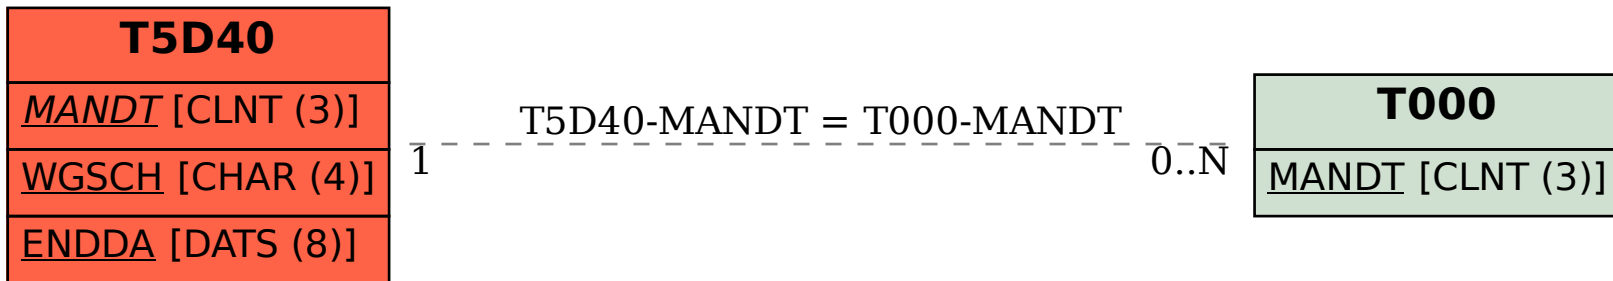 T5D40
MANDT [CLNT (3)]
WGSCH [CHAR (4)]
ENDDA [DATS (8)]
T5D40-MANDT = T000-MANDT
1
0..N
T000
MANDT [CLNT (3)]